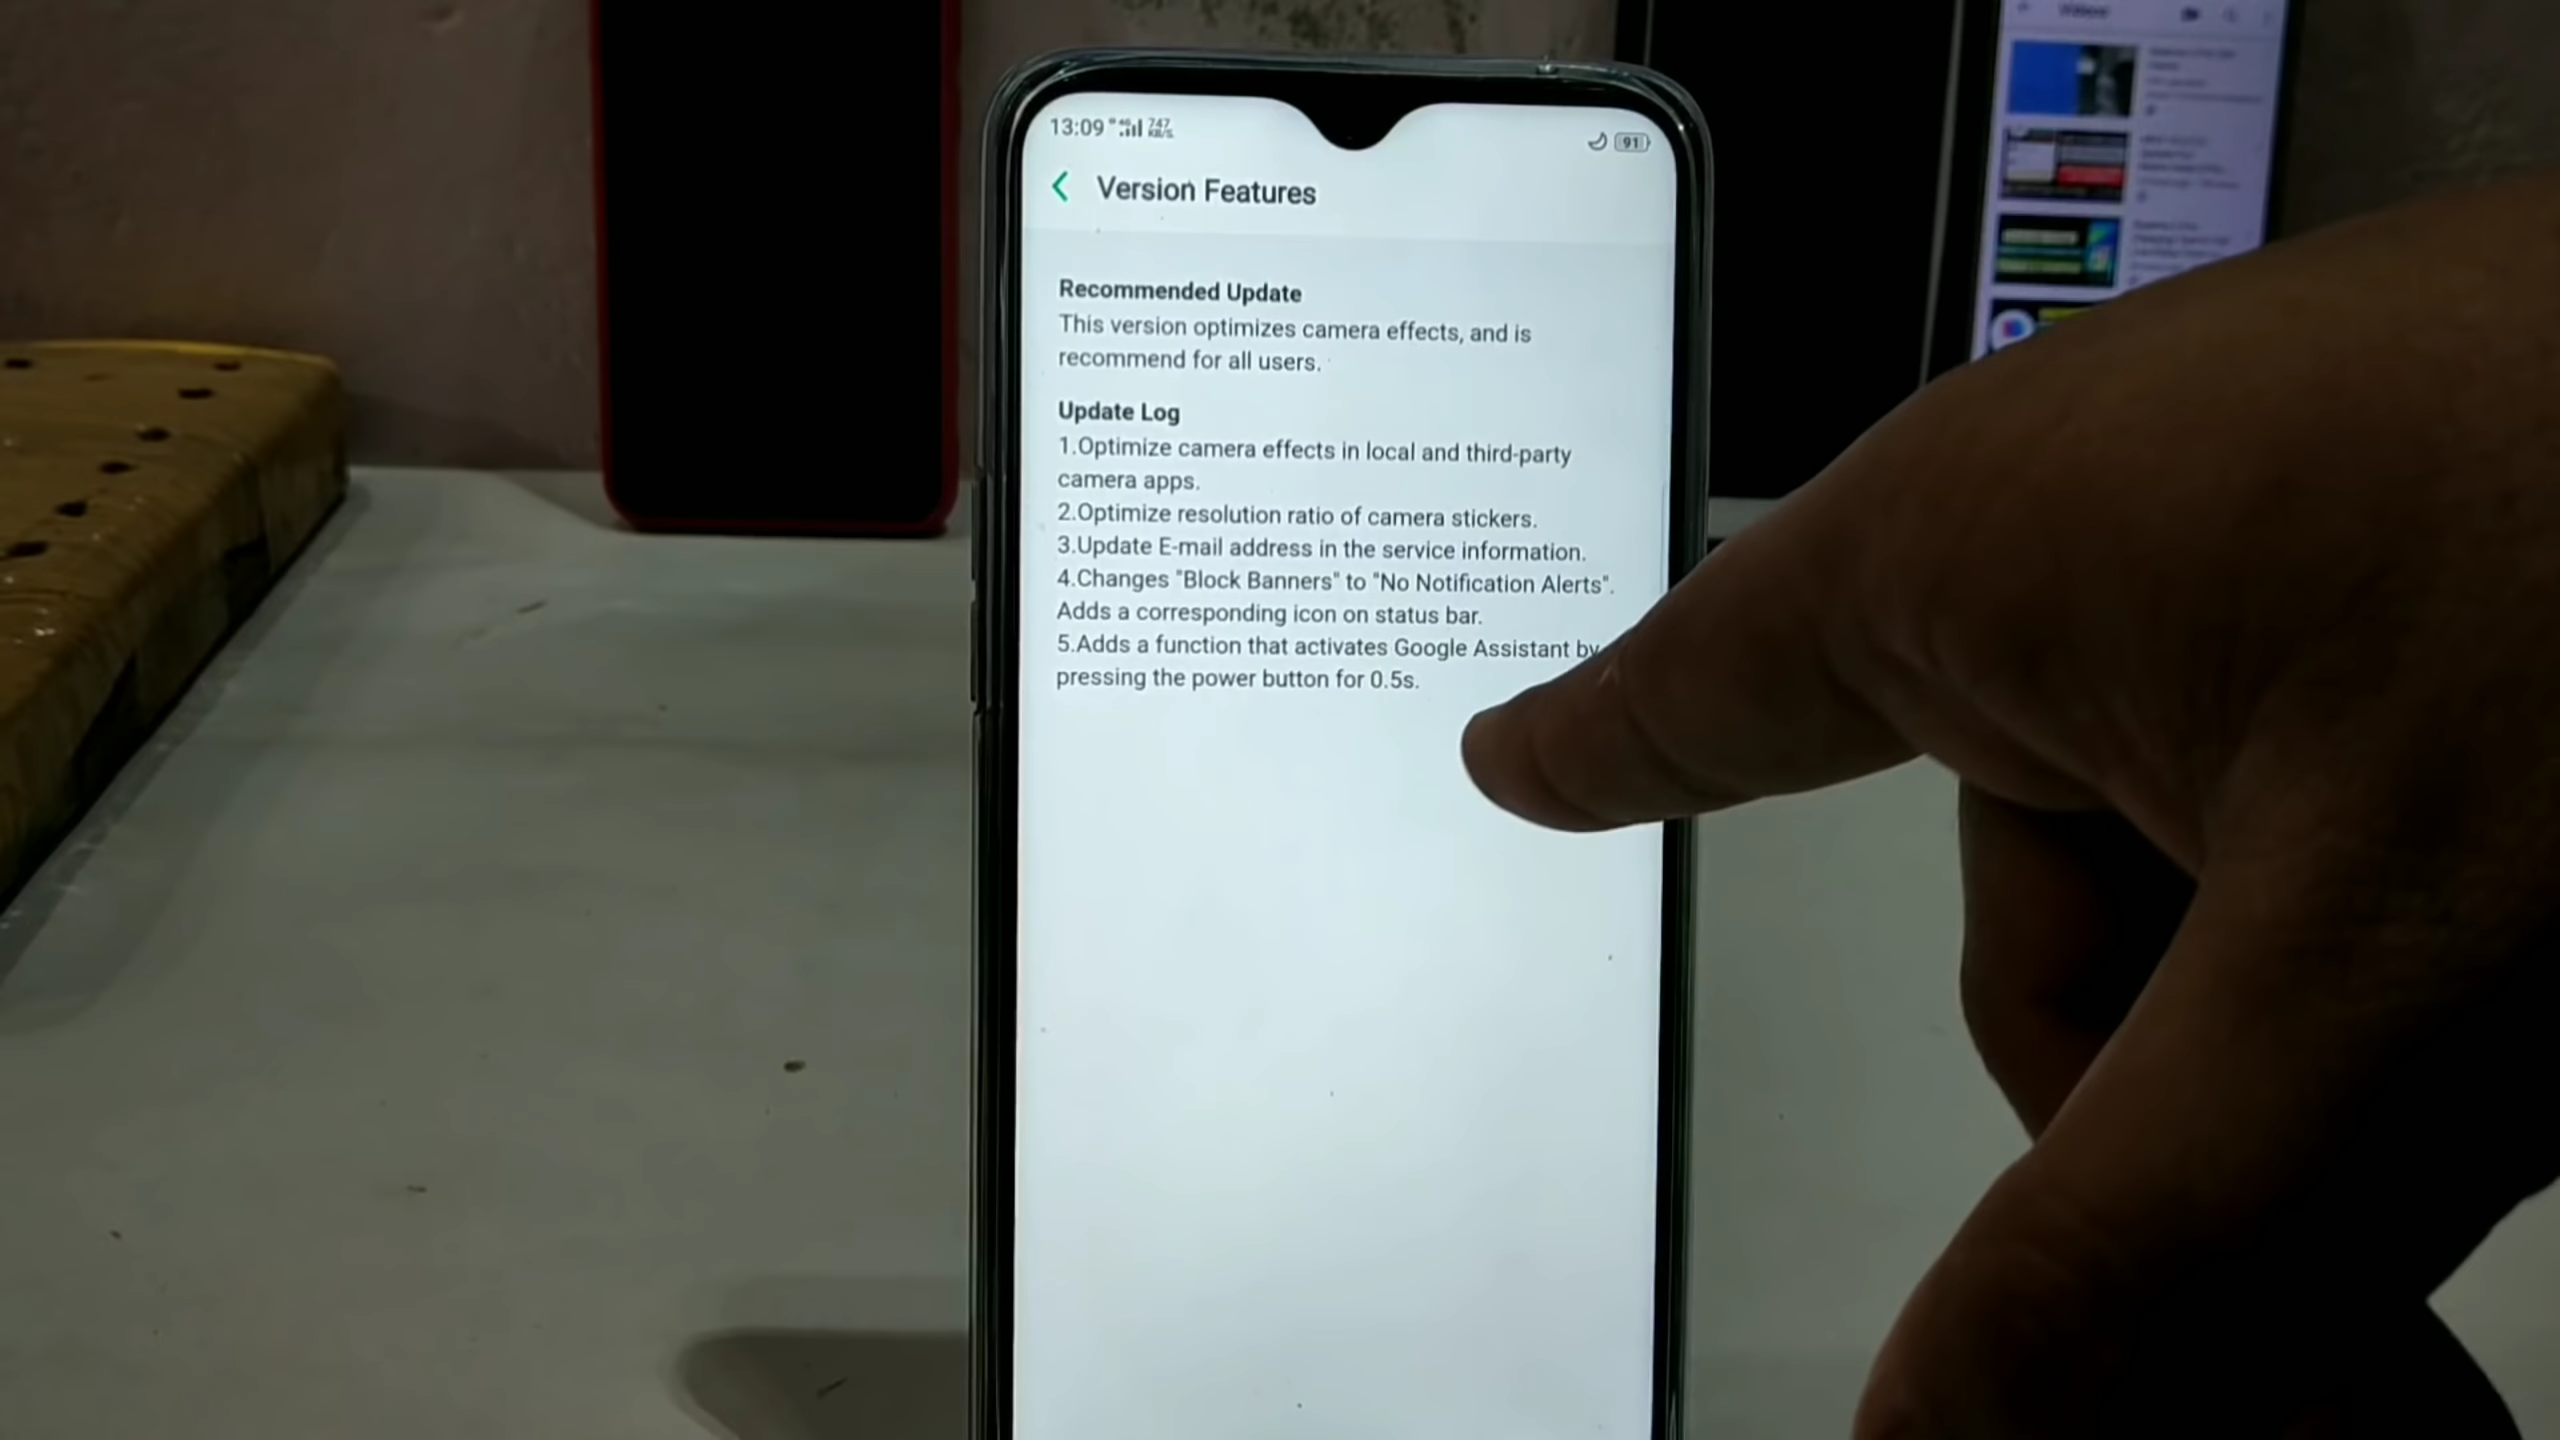 13:09 747 KB/S 91
Version Features
Recommended Update
This version optimizes camera effects, and is
recommend for all users.
Update Log
1.Optimize camera effects in local and third-party
camera apps.
2.Optimize resolution ratio of camera stickers.
3.Update E-mail address in the service information.
4.Changes "Block Banners" to "No Notification Alerts".
Adds a corresponding icon on status bar.
5.Adds a function that activates Google Assistant by
pressing the power button for 0.5s.